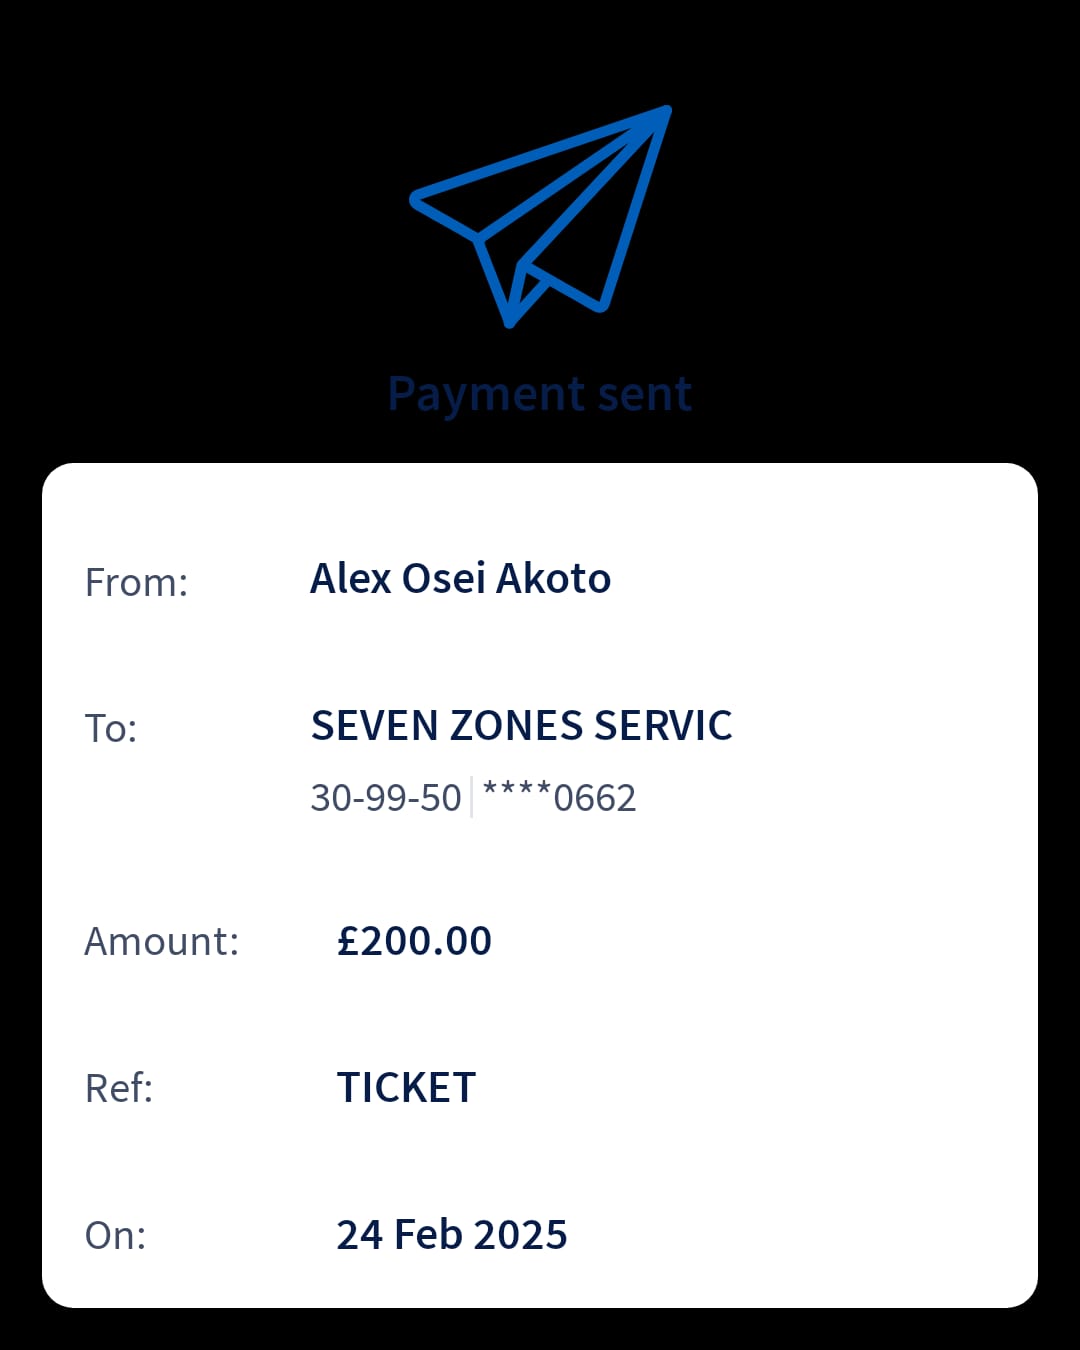 Payment sent
From: Alex Osei Akoto
To: SEVEN ZONES SERVIC
30-99-50 ****0662
Amount: £200.00
Ref: TICKET
On: 24 Feb 2025